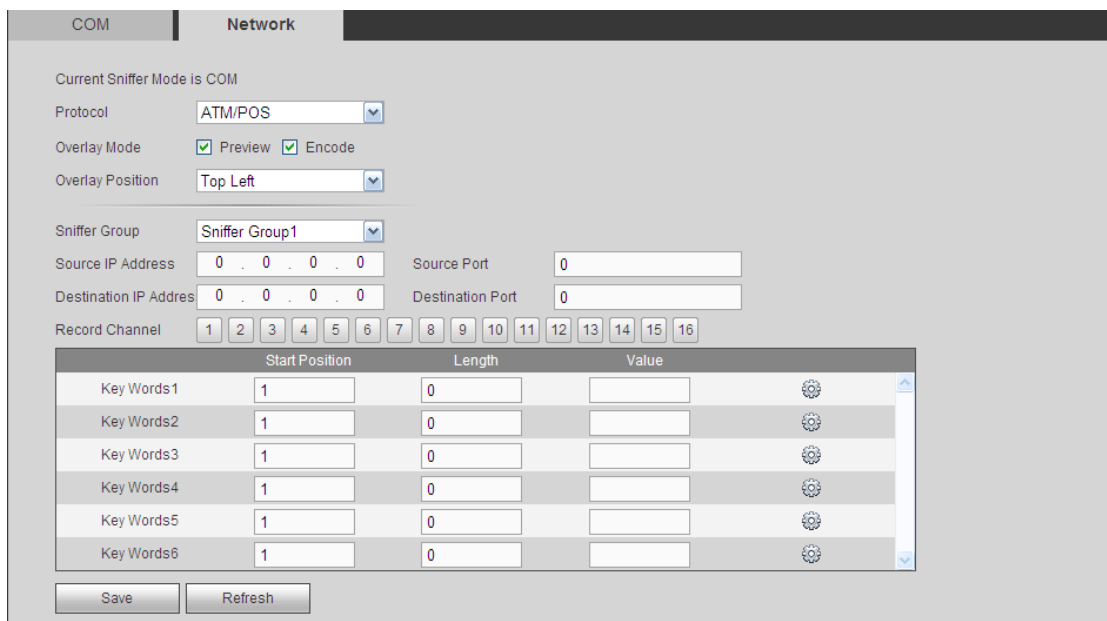 COM Network
Current Sniffer Mode is COM
Protocol ATM/POS
Overlay Mode Preview Encode
Overlay Position Top Left
Sniffer Group Sniffer Group1
Source IP Address 0 . 0 . 0 . 0 Source Port 0
Destination IP Addres 0 . 0 . 0 . 0 Destination Port 0
Record Channel 1 2 3 4 5 6 7 8 9 10 11 12 13 14 15 16
Start Position Length Value
Key Words1 1 0
Key Words2 1 0
Key Words3 1 0
Key Words4 1 0
Key Words5 1 0
Key Words6 1 0
Save Refresh